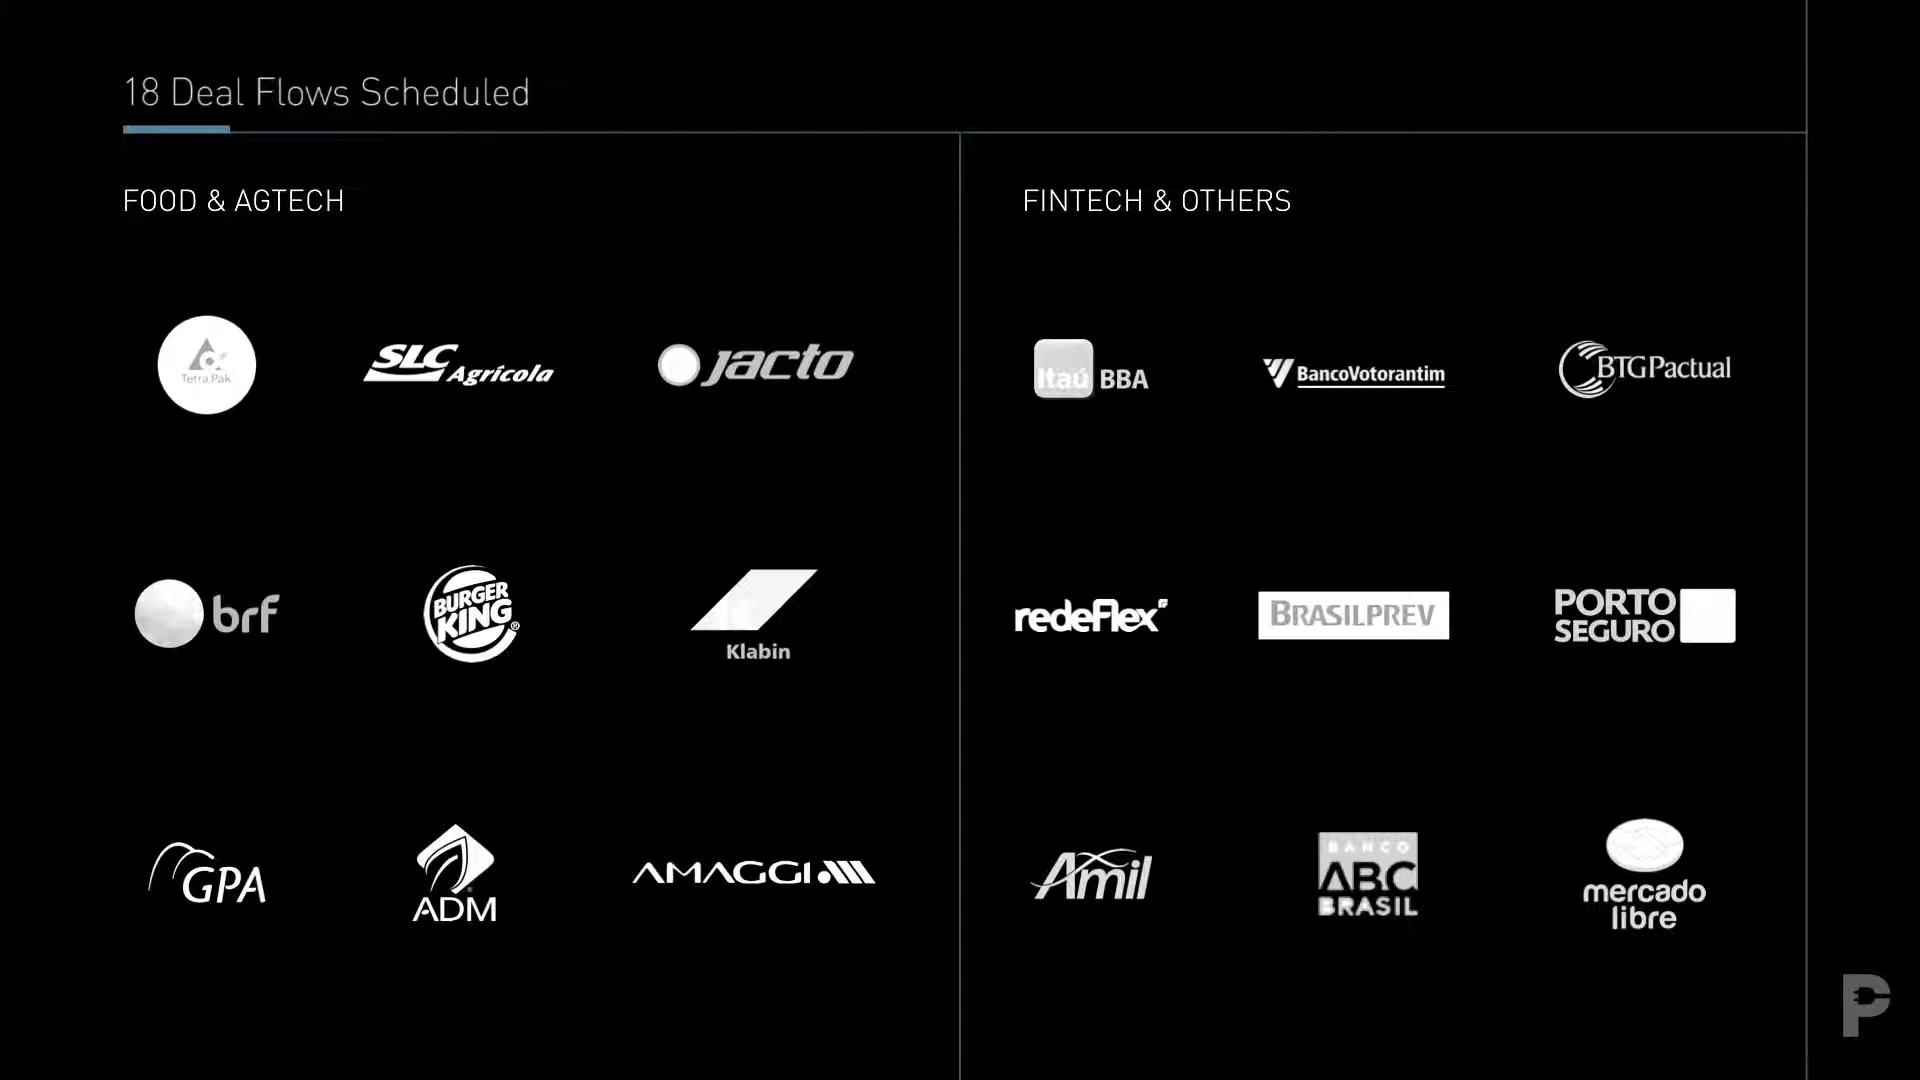 18 Deal Flows Scheduled
FOOD & AGTECH
Tetra Pak
SLC Agrícola
jacto
brf
BURGER
KING®
Klabin
GPA
ADM
AMAGGI
FINTECH & OTHERS
Itaú BBA
BancoVotorantim
BTGPactual
redeFlex
BRASILPREV
PORTO
SEGURO
Amil
BANCO
ABC
BRASIL
mercado
libre
P